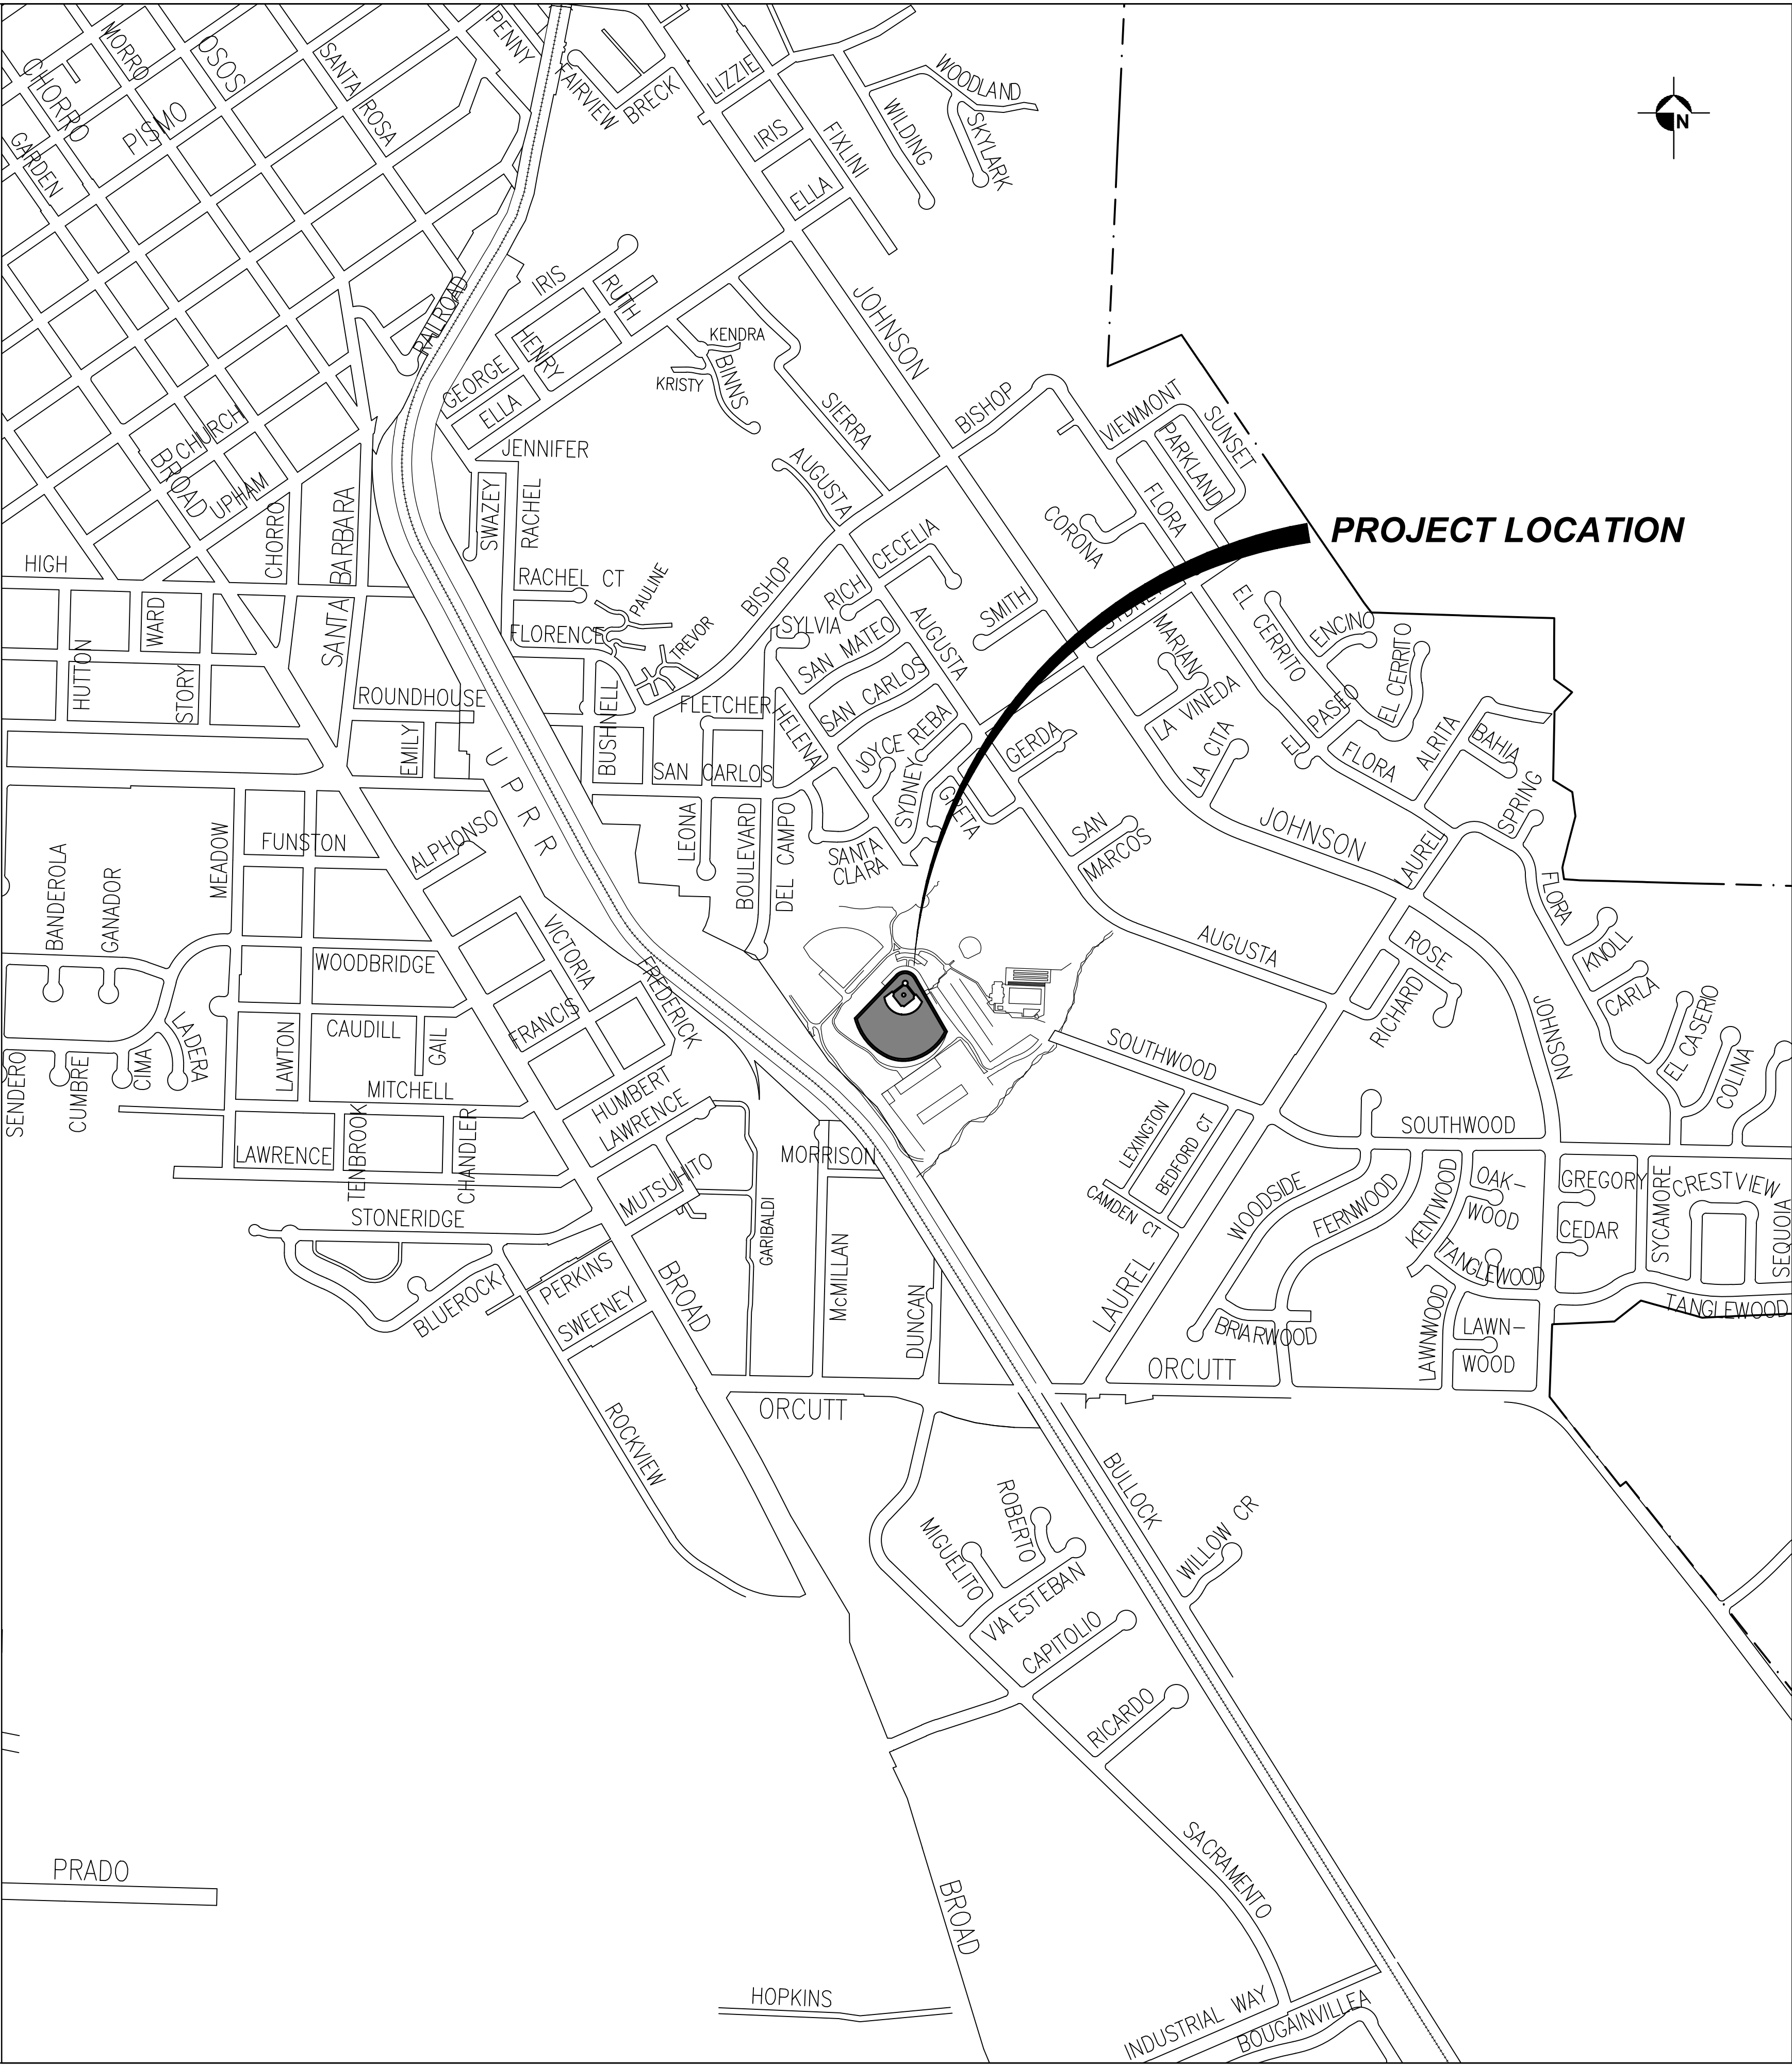 PENNY
MORRO
OSOS
SANTA
ROSA
CHORRO
PISMO
GARDEN
FAIRVIEW
BRECK
LIZZIE
WOODLAND
WILDING
SKYLARK
IRIS
FIXLINI
ELLA
N
IRIS
RUTH
RAILROAD
JOHNSON
KENDRA
HENRY
GEORGE
KRISTY
BINNS
ELLA
SIERRA
BISHOP
VIEWMONT
SUNSET
PARKLAND
CHURCH
BROAD
UPHAM
JENNIFER
AUGUSTA
SWAZEY
RACHEL
FLORA
CORONA
PROJECT LOCATION
CHORRO
SANTA BARBARA
CECELIA
HIGH
RACHEL CT
PAULINE
BISHOP
RICH
SMITH
SYDNEY
EL CERRITO
ENCINO
EL CERRITO
WARD
HUTTON
STORY
FLORENCE
TREVOR
SYLVIA
SAN MATEO
AUGUSTA
MARIAN
ROUNDHOUSE
BUSHNELL
FLETCHER
HELENA
SAN CARLOS
LA VINEDA
EL PASEO
EMILY
UPRR
SAN CARLOS
JOYCE
REBA
GERDA
LA CITA
FLORA
ALRITA
BAHIA
SPRING
MEADOW
FUNSTON
ALPHONSO
LEONA
BOULEVARD
DEL CAMPO
SANTA
CLARA
SYDNEY
GRETA
SAN
MARCOS
JOHNSON
LAUREL
FLORA
BANDEROLA
GANADOR
WOODBRIDGE
VICTORIA
FREDERICK
AUGUSTA
ROSE
KNOLL
CARLA
RICHARD
JOHNSON
EL CASERIO
COLINA
SENDERO
CUMBRE
CIMA
LADERA
LAWTON
CAUDILL
GAIL
FRANCIS
MITCHELL
HUMBERT
LAWRENCE
SOUTHWOOD
LAWRENCE
TENBROOK
CHANDLER
MORRISON
LEXINGTON
BEDFORD CT
SOUTHWOOD
STONERIDGE
MUTSUHITO
GARIBALDI
CAMDEN CT
WOODSIDE
FERNWOOD
KENTWOOD
OAK-
WOOD
GREGORY
CEDAR
SYCAMORE
CRESTVIEW
SEQUOIA
BLUEROCK
PERKINS
SWEENEY
BROAD
McMILLAN
DUNCAN
LAUREL
BRIARWOOD
TANGLEWOOD
TANGLEWOOD
LAWNWOOD
LAWN-
WOOD
ORCUTT
ORCUTT
ROCKVIEW
BULLOCK
ROBERTO
MIGUELITO
WILLOW CR
VIA ESTEBAN
CAPITOLIO
RICARDO
PRADO
SACRAMENTO
BROAD
HOPKINS
INDUSTRIAL WAY
BOUGAINVILLEA